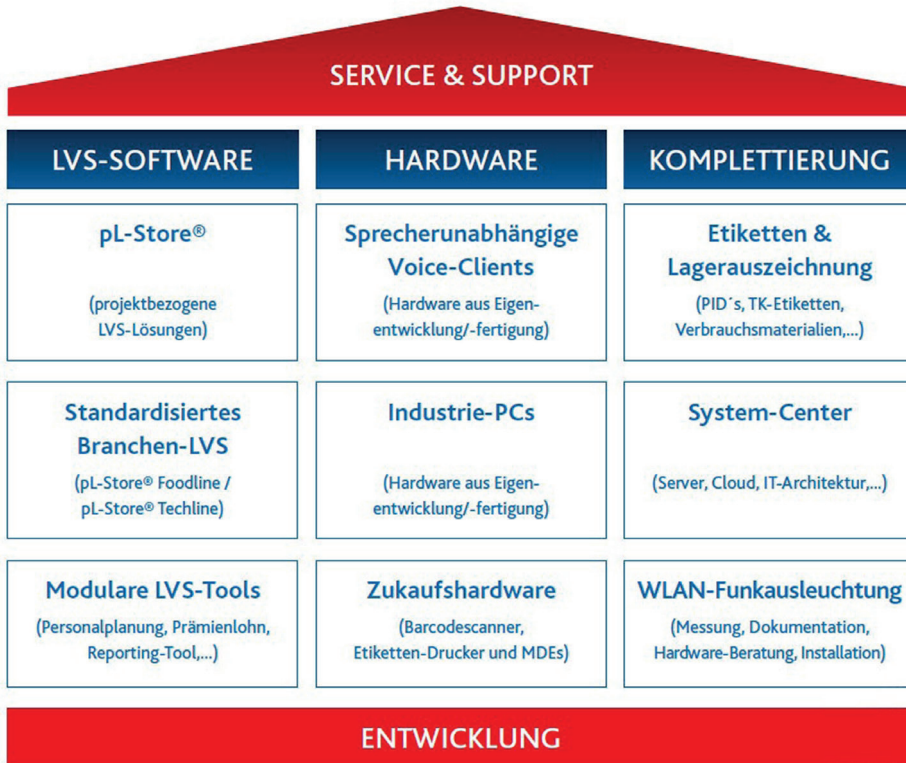 SERVICE & SUPPORT
LVS-SOFTWARE
HARDWARE
KOMPLETTIERUNG
pL-Store®
(projektbezogene
LVS-Lösungen)
Sprecherunabhängige
Voice-Clients
(Hardware aus Eigen-
entwicklung/-fertigung)
Etiketten &
Lagerauszeichnung
(PID´s, TK-Etiketten,
Verbrauchsmaterialien,...)
Standardisiertes
Branchen-LVS
(pL-Store® Foodline /
pL-Store® Techline)
Industrie-PCs
(Hardware aus Eigen-
entwicklung/-fertigung)
System-Center
(Server, Cloud, IT-Architektur,...)
Modulare LVS-Tools
(Personalplanung, Prämienlohn,
Reporting-Tool,...)
Zukaufshardware
(Barcodescanner,
Etiketten-Drucker und MDEs)
WLAN-Funkausleuchtung
(Messung, Dokumentation,
Hardware-Beratung, Installation)
ENTWICKLUNG